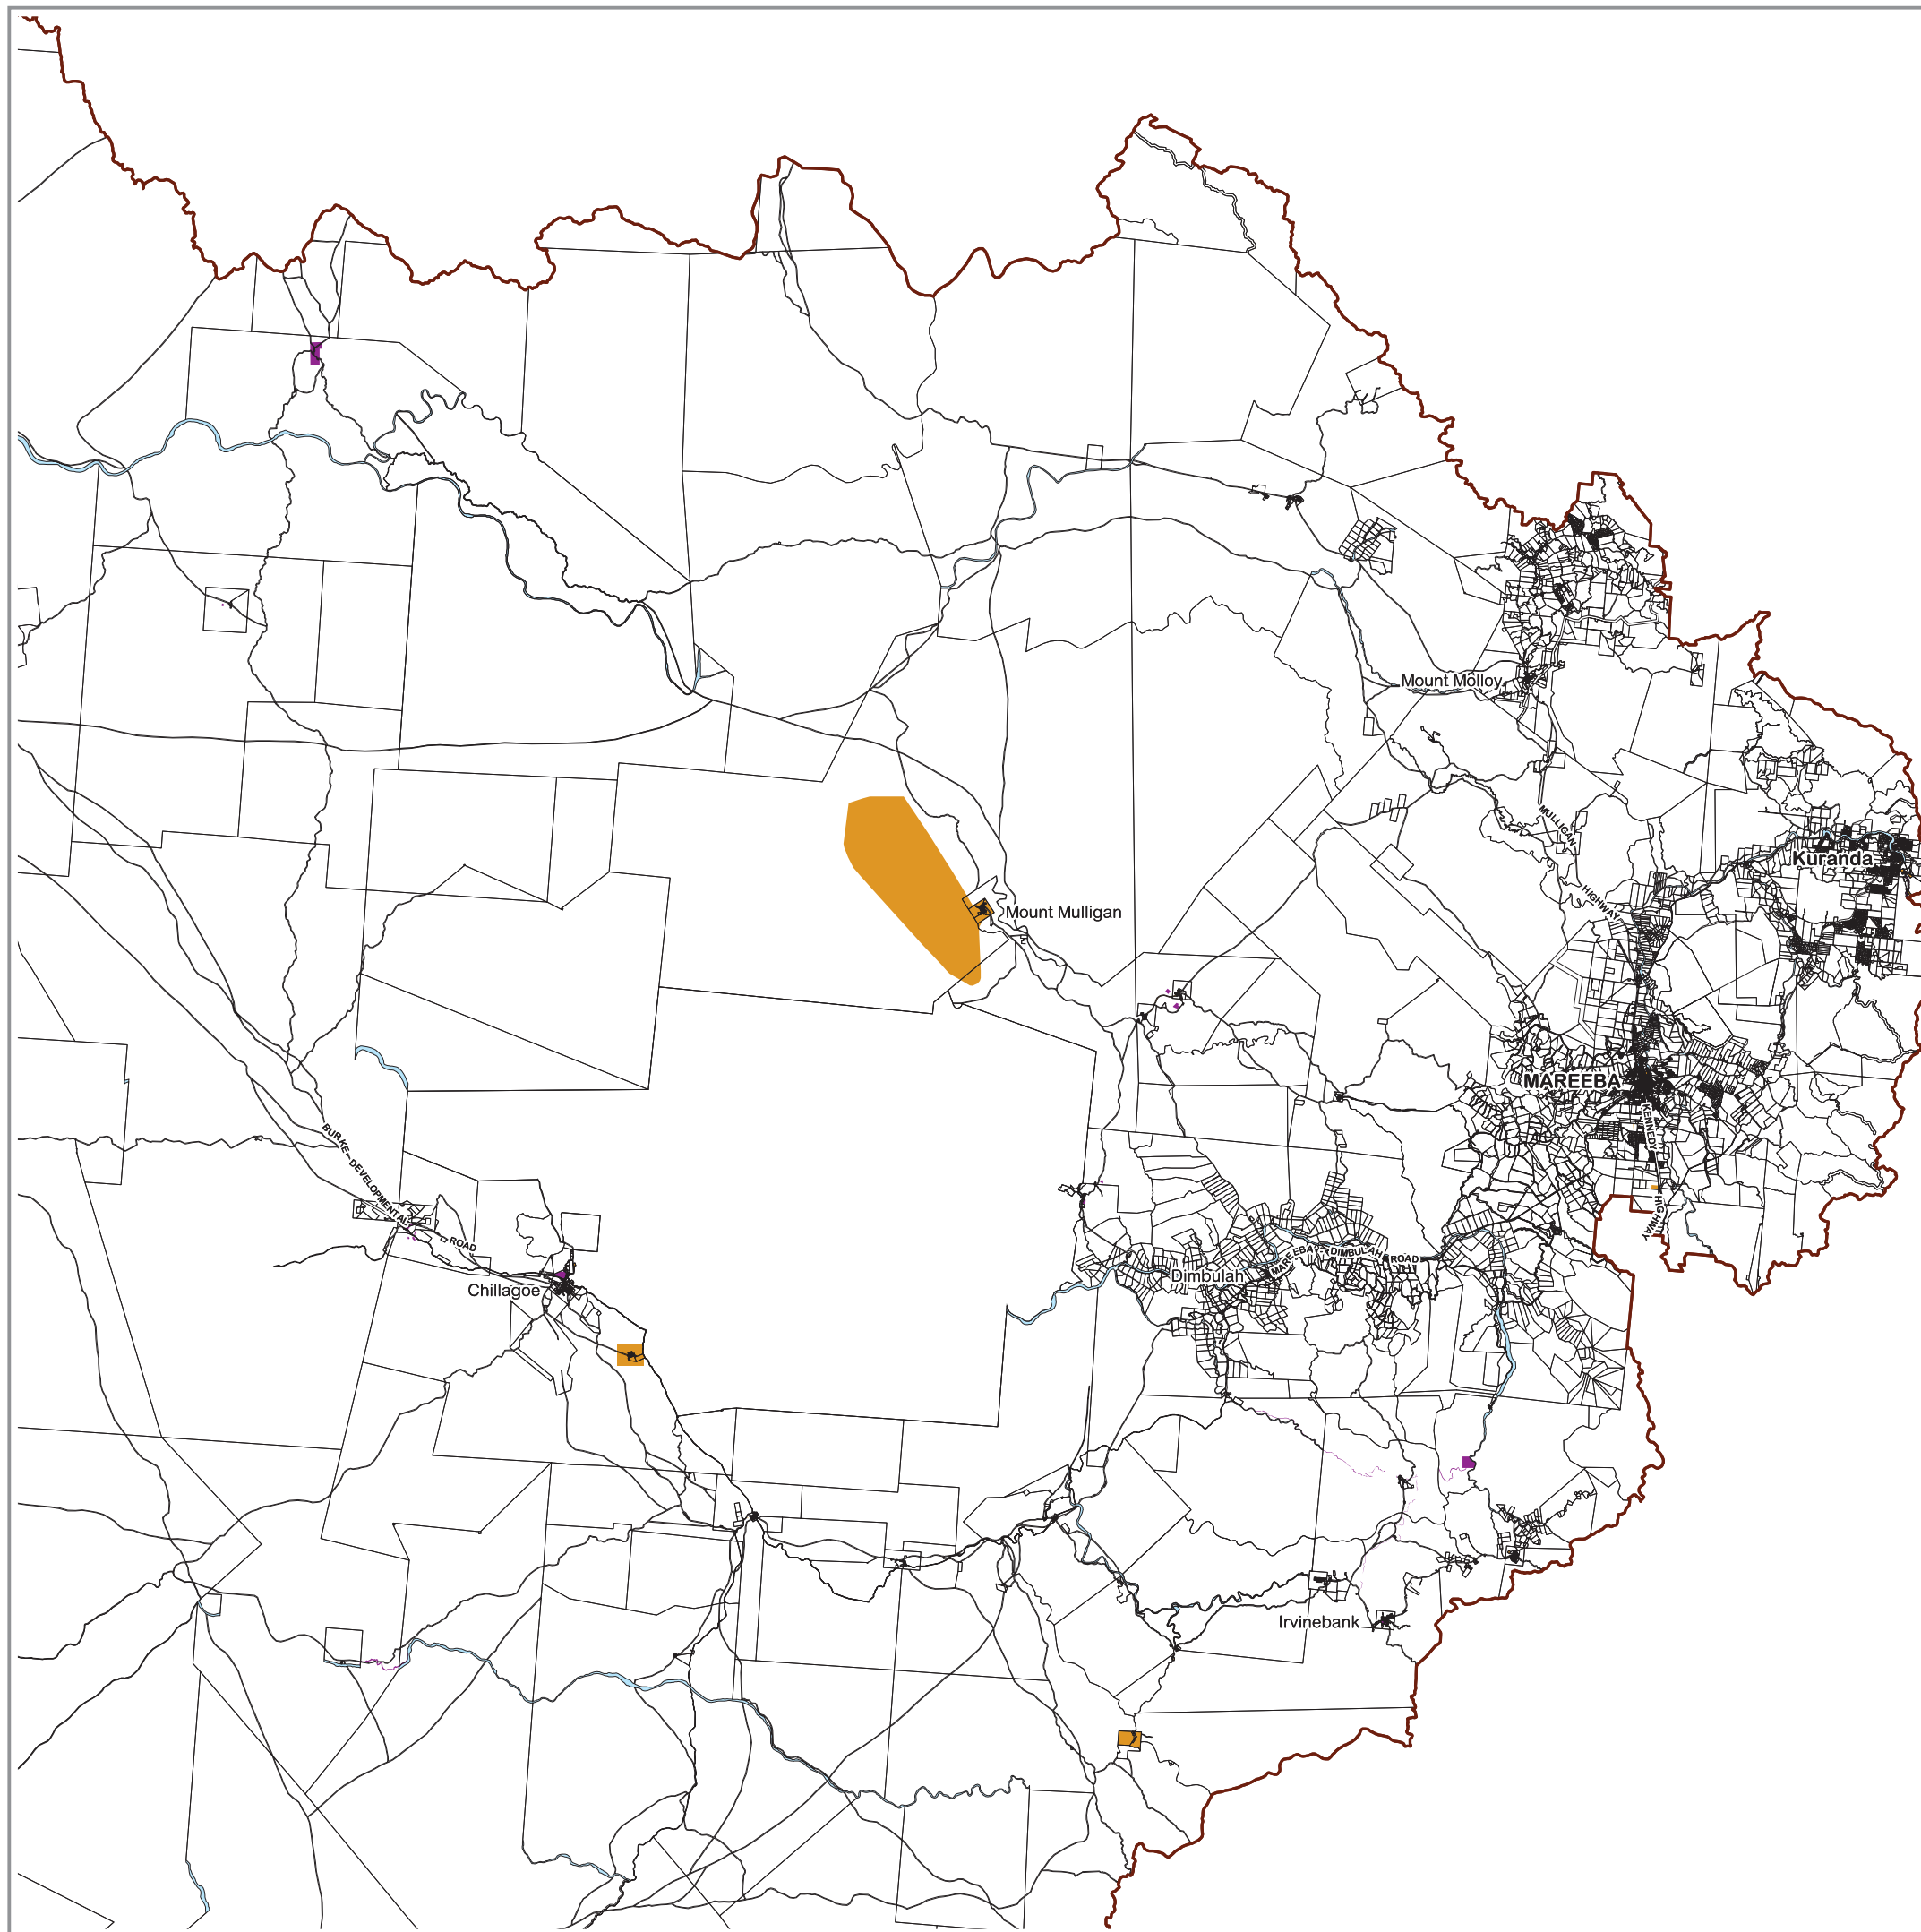 Mount Molloy
MULLIGAN
HIGHWAY
Kuranda
Mount Mulligan
MAREEBA
KENNEDY
HIGHWAY
BURKE DEVELOPMENTAL
ROAD
MAREEBA - DIMBULAH ROAD
Dimbulah
Chillagoe
Irvinebank